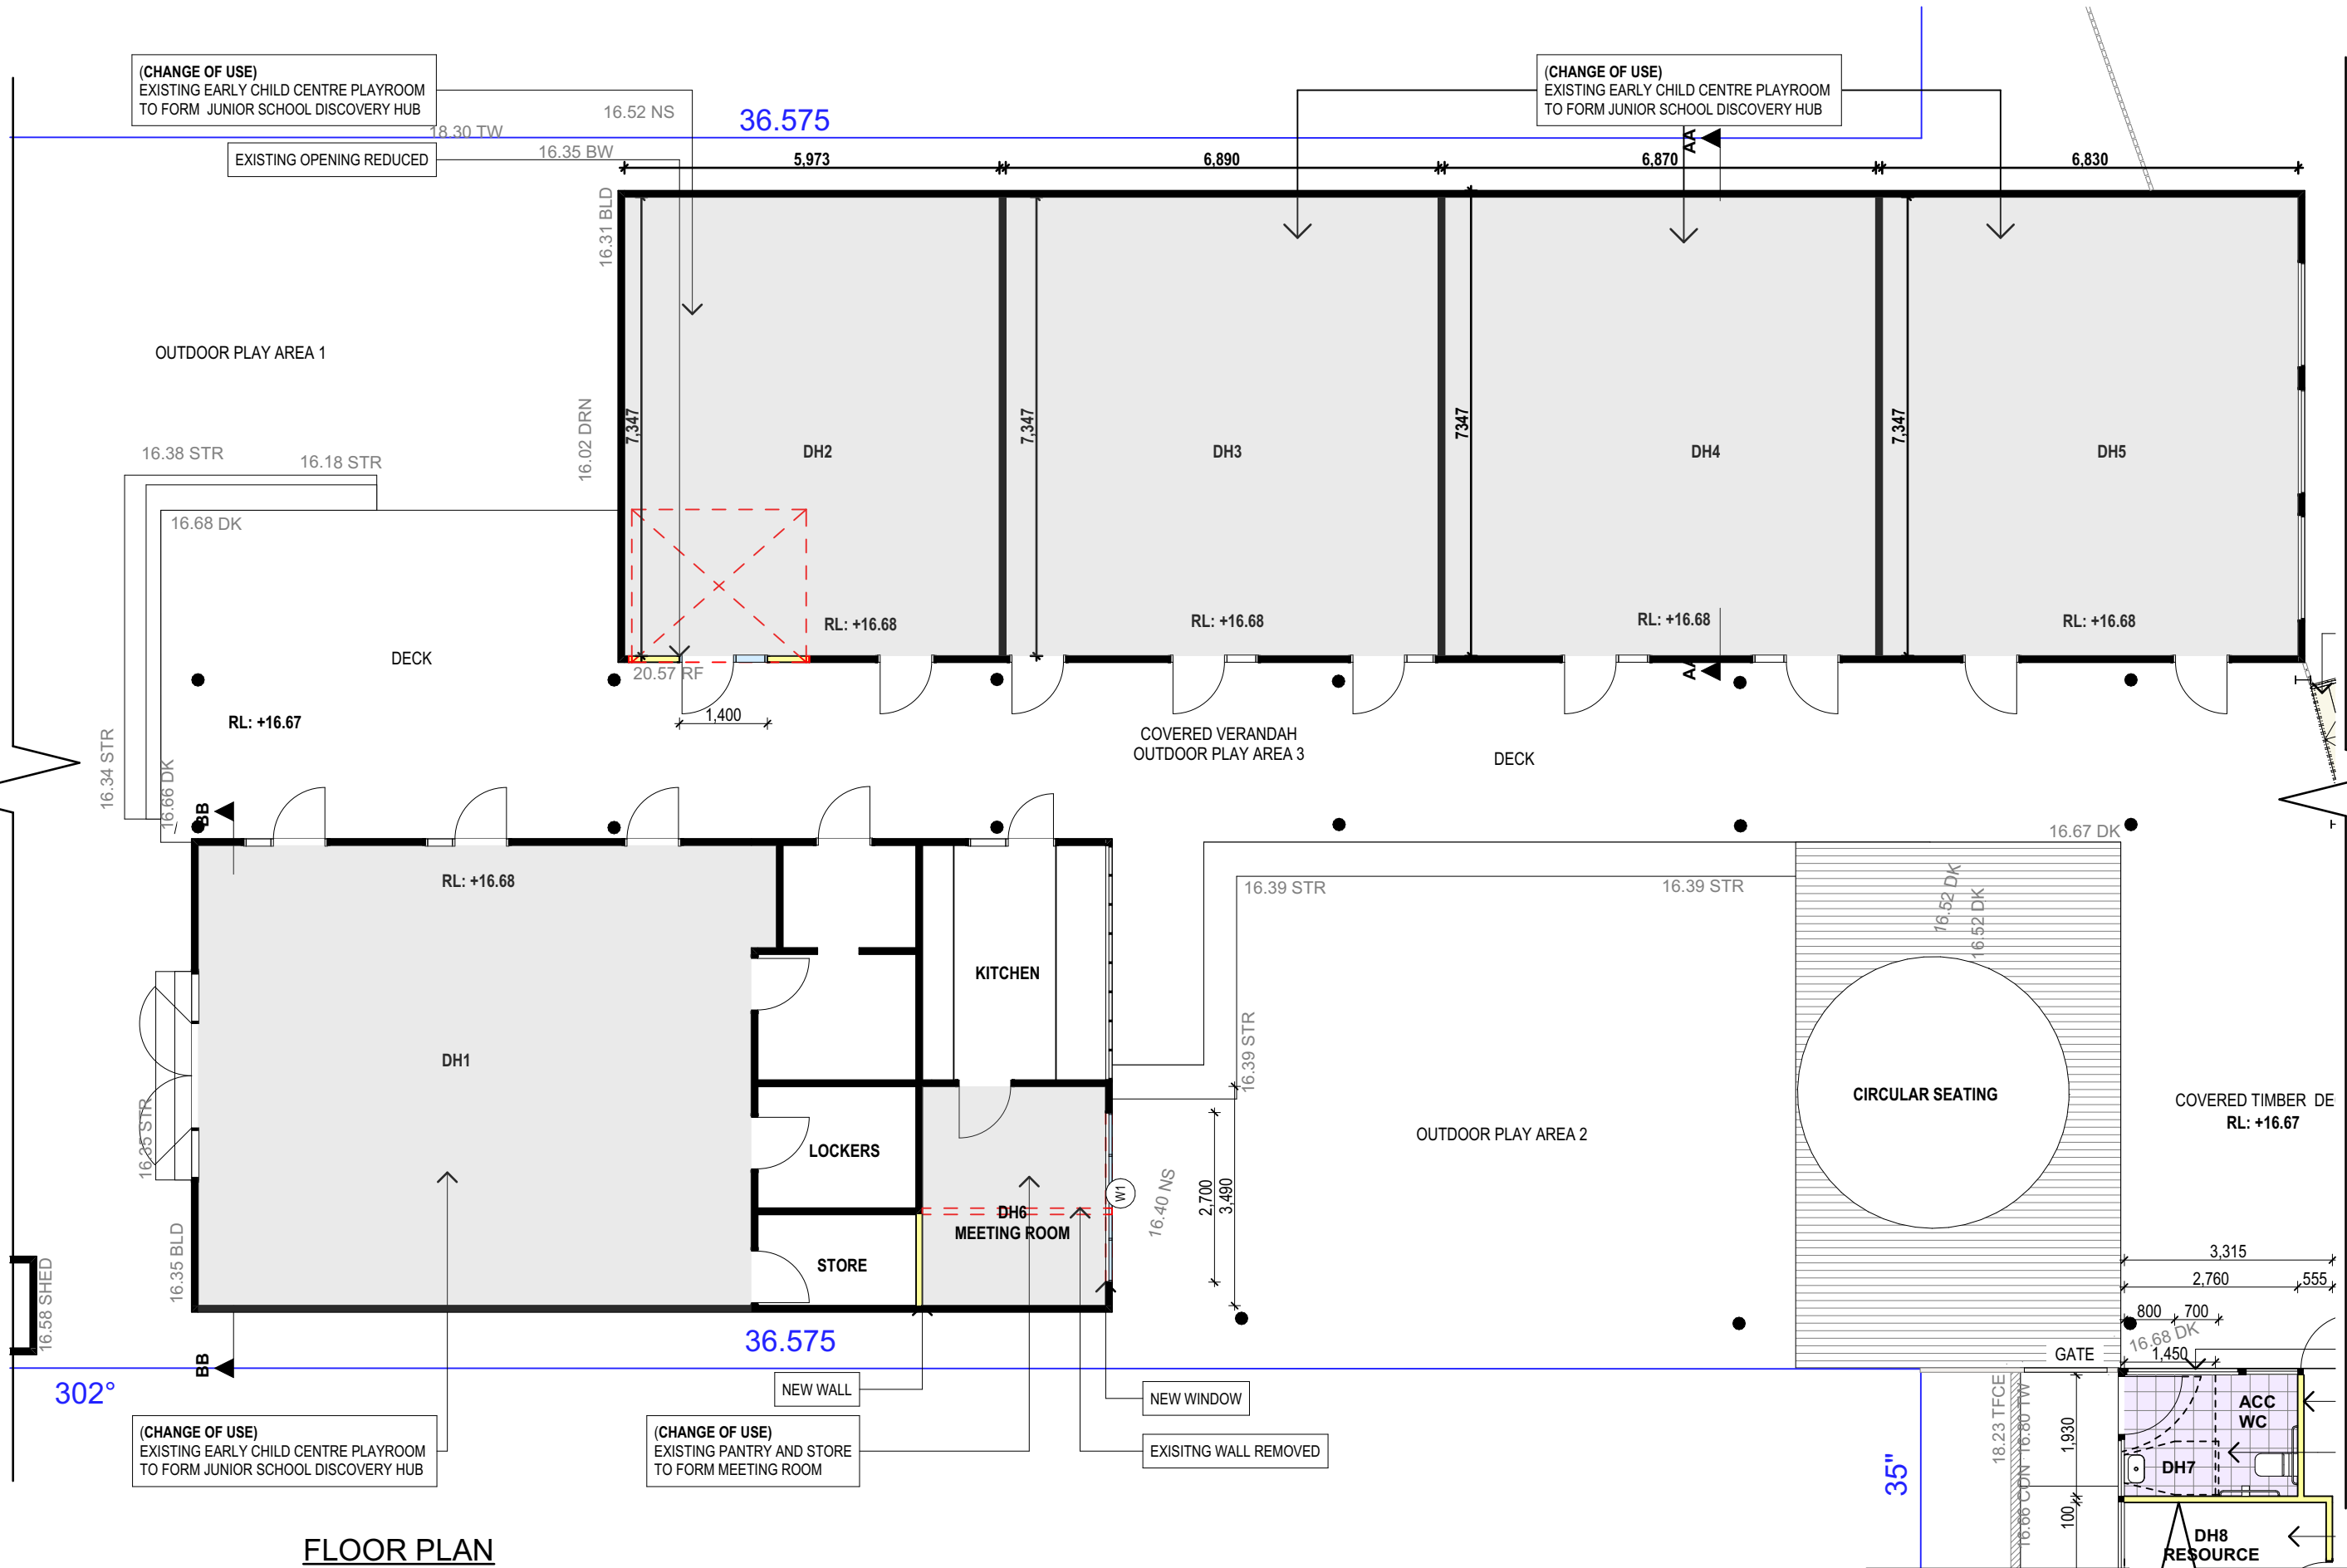 (CHANGE OF USE)
EXISTING EARLY CHILD CENTRE PLAYROOM
TO FORM  JUNIOR SCHOOL DISCOVERY HUB
(CHANGE OF USE)
EXISTING EARLY CHILD CENTRE PLAYROOM
TO FORM JUNIOR SCHOOL DISCOVERY HUB
16.52 NS
36.575
18.30 TW
EXISTING OPENING REDUCED
16.35 BW
5,973
6,890
AA
6,870
6,830
16.31 BLD
OUTDOOR PLAY AREA 1
16.02 DRN
7,347
7,347
7347
7,347
DH2
DH3
DH4
DH5
16.38 STR
16.18 STR
16.68 DK
RL: +16.68
RL: +16.68
RL: +16.68
RL: +16.68
DECK
20.57 RF
AA
RL: +16.67
1,400
COVERED VERANDAH
OUTDOOR PLAY AREA 3
DECK
16.34 STR
16.66 DK
BB
16.67 DK
RL: +16.68
16.39 STR
16.39 STR
16.52 DK
16.52 DK
KITCHEN
16.39 STR
DH1
CIRCULAR SEATING
COVERED TIMBER DE
RL: +16.67
16.35 STR
OUTDOOR PLAY AREA 2
LOCKERS
W1
16.40 NS
2,700
3,490
DH6
MEETING ROOM
STORE
16.35 BLD
16.58 SHED
3,315
2,760
555
800
700
16.68 DK
36.575
1,450
GATE
BB
302°
NEW WALL
NEW WINDOW
18.23 TFCE
16.80 TW
16.66 CON
1,930
ACC
WC
DH7
(CHANGE OF USE)
EXISTING EARLY CHILD CENTRE PLAYROOM
TO FORM JUNIOR SCHOOL DISCOVERY HUB
(CHANGE OF USE)
EXISTING PANTRY AND STORE
TO FORM MEETING ROOM
EXISITNG WALL REMOVED
35"
100
DH8
RESOURCE
FLOOR PLAN